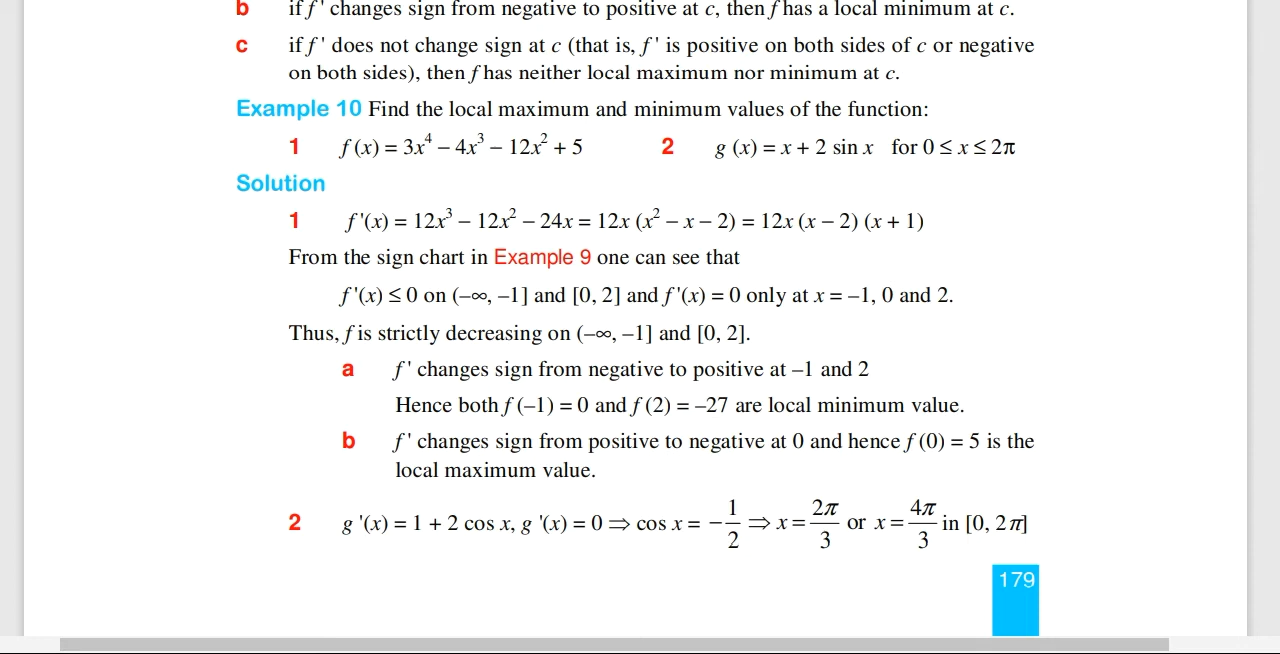 b if f ' changes sign from negative to positive at c, then f has a local minimum at c.
c if f ' does not change sign at c (that is, f ' is positive on both sides of c or negative
on both sides), then f has neither local maximum nor minimum at c.
Example 10 Find the local maximum and minimum values of the function:
1 f (x) = 3x⁴ – 4x³ – 12x² + 5 2 g (x) = x + 2 sin x for 0 ≤ x ≤ 2π
Solution
1 f '(x) = 12x³ – 12x² – 24x = 12x (x² – x – 2) = 12x (x – 2) (x + 1)
From the sign chart in Example 9 one can see that
f '(x) ≤ 0 on (–∞, –1] and [0, 2] and f '(x) = 0 only at x = –1, 0 and 2.
Thus, f is strictly decreasing on (–∞, –1] and [0, 2].
a f ' changes sign from negative to positive at –1 and 2
Hence both f (–1) = 0 and f (2) = –27 are local minimum value.
b f ' changes sign from positive to negative at 0 and hence f (0) = 5 is the
local maximum value.
2 g '(x) = 1 + 2 cos x, g '(x) = 0 ⇒ cos x = –1/2 ⇒ x = 2π/3 or x = 4π/3 in [0, 2π]
179